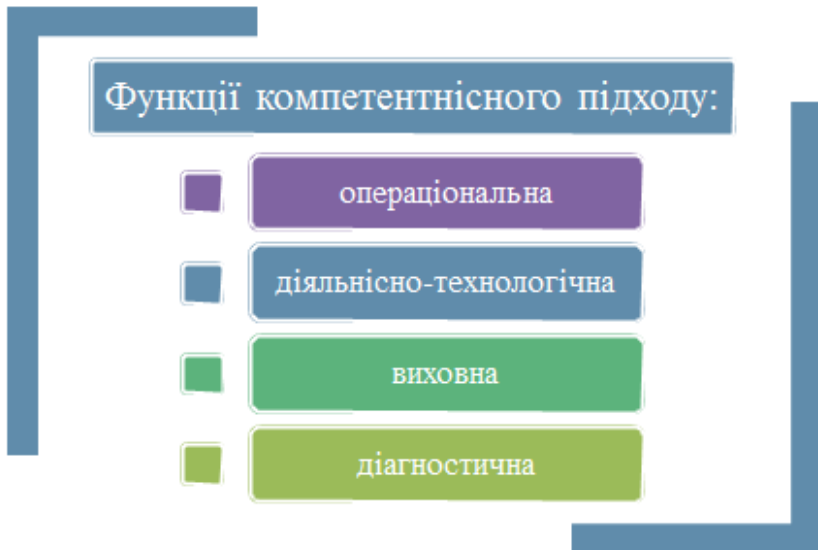 Функції компетентнісного підходу:
операціональна
діяльнісно-технологічна
виховна
діагностична